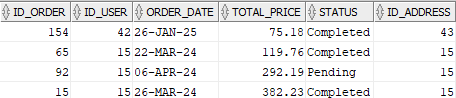 ID_ORDER ID_USER ORDER_DATE TOTAL_PRICE STATUS ID_ADDRESS
154 42 26-JAN-25 75.18 Completed 43
65 15 22-MAR-24 119.76 Completed 15
92 15 06-APR-24 292.19 Pending 15
15 15 26-MAR-24 382.23 Completed 15